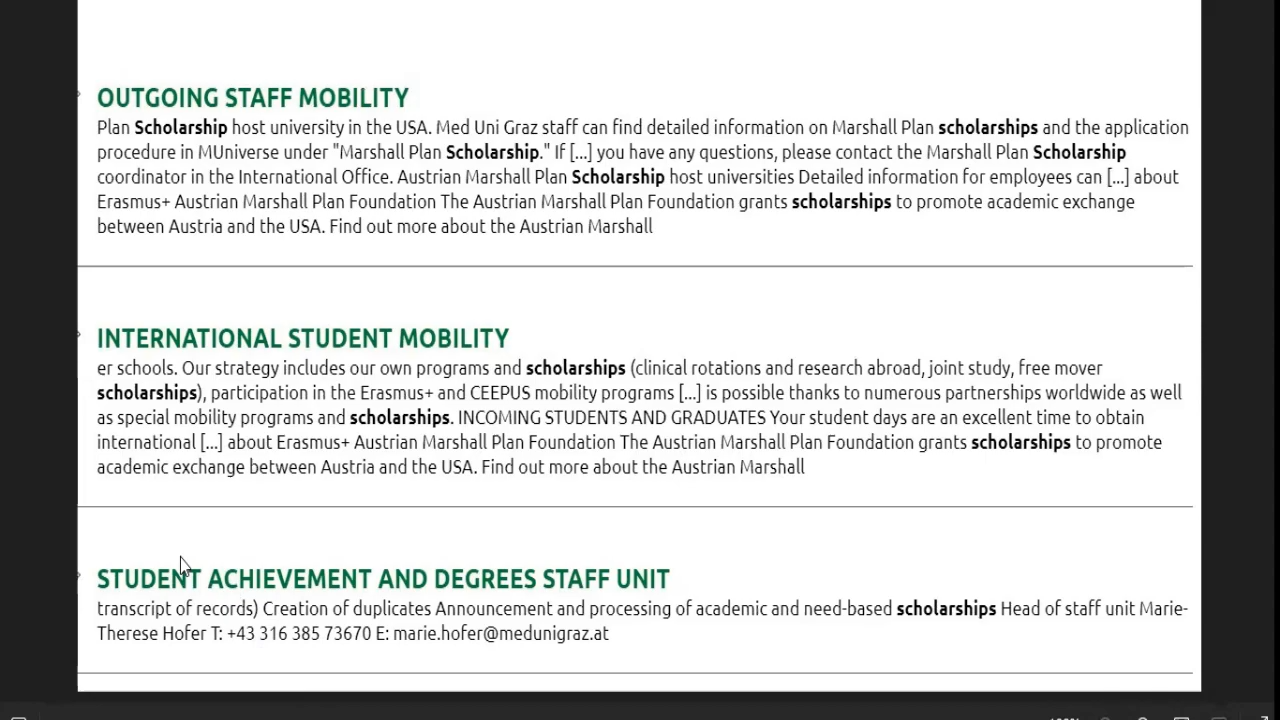 OUTGOING STAFF MOBILITY
Plan Scholarship host university in the USA. Med Uni Graz staff can find detailed information on Marshall Plan scholarships and the application
procedure in MUniverse under "Marshall Plan Scholarship." If [...] you have any questions, please contact the Marshall Plan Scholarship
coordinator in the International Office. Austrian Marshall Plan Scholarship host universities Detailed information for employees can [...] about
Erasmus+ Austrian Marshall Plan Foundation The Austrian Marshall Plan Foundation grants scholarships to promote academic exchange
between Austria and the USA. Find out more about the Austrian Marshall
INTERNATIONAL STUDENT MOBILITY
er schools. Our strategy includes our own programs and scholarships (clinical rotations and research abroad, joint study, free mover
scholarships), participation in the Erasmus+ and CEEPUS mobility programs [...] is possible thanks to numerous partnerships worldwide as well
as special mobility programs and scholarships. INCOMING STUDENTS AND GRADUATES Your student days are an excellent time to obtain
international [...] about Erasmus+ Austrian Marshall Plan Foundation The Austrian Marshall Plan Foundation grants scholarships to promote
academic exchange between Austria and the USA. Find out more about the Austrian Marshall
STUDENT ACHIEVEMENT AND DEGREES STAFF UNIT
transcript of records) Creation of duplicates Announcement and processing of academic and need-based scholarships Head of staff unit Marie-
Therese Hofer T: +43 316 385 73670 E: marie.hofer@medunigraz.at